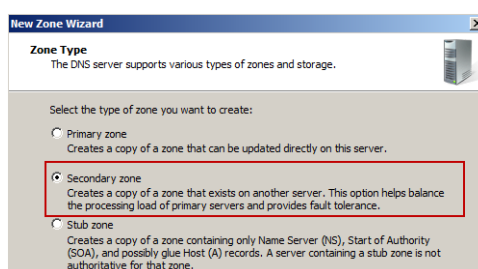 New Zone Wizard
Zone Type
The DNS server supports various types of zones and storage.
Select the type of zone you want to create:
Primary zone
Creates a copy of a zone that can be updated directly on this server.
Secondary zone
Creates a copy of a zone that exists on another server. This option helps balance
the processing load of primary servers and provides fault tolerance.
Stub zone
Creates a copy of a zone containing only Name Server (NS), Start of Authority
(SOA), and possibly glue Host (A) records. A server containing a stub zone is not
authoritative for that zone.